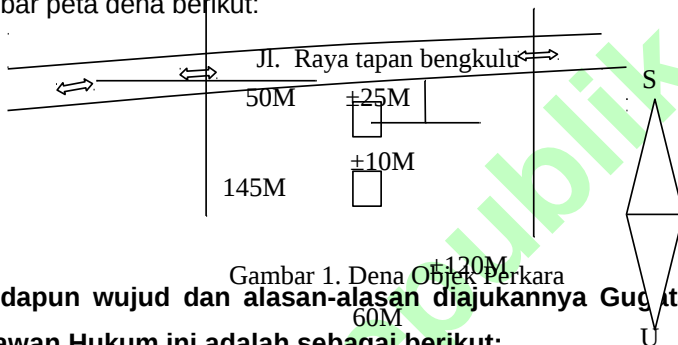 bar peta dena berikut:
Jl. Raya tapan bengkulu
S
50M
±25M
±10M
145M
±120M
Gambar 1. Dena Objek Perkara
dapun wujud dan alasan-alasan diajukannya Gugat
60M
awan Hukum ini adalah sebagai berikut:
U
publik